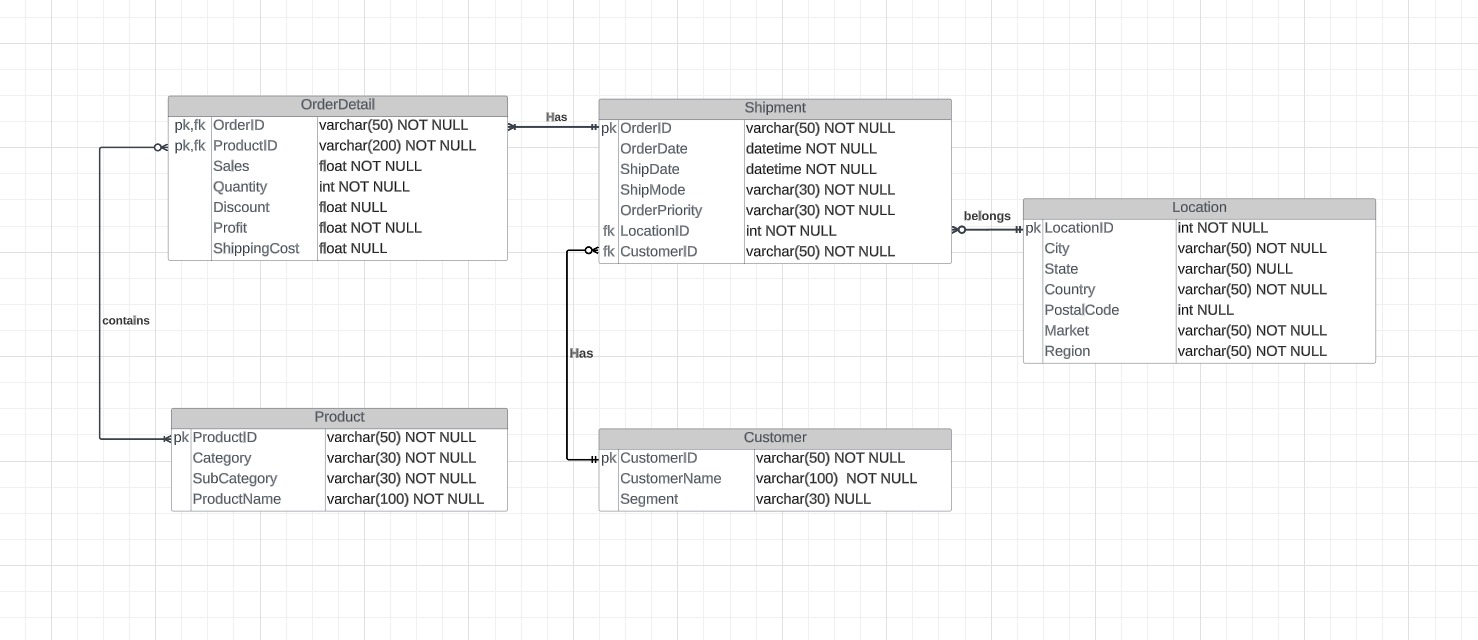 OrderDetail
pk,fk OrderID varchar(50) NOT NULL
pk,fk ProductID varchar(200) NOT NULL
Sales float NOT NULL
Quantity int NOT NULL
Discount float NULL
Profit float NOT NULL
ShippingCost float NULL
Has
Shipment
pk OrderID varchar(50) NOT NULL
OrderDate datetime NOT NULL
ShipDate datetime NOT NULL
ShipMode varchar(30) NOT NULL
OrderPriority varchar(30) NOT NULL
fk LocationID int NOT NULL
fk CustomerID varchar(50) NOT NULL
belongs
Location
pk LocationID int NOT NULL
City varchar(50) NOT NULL
State varchar(50) NULL
Country varchar(50) NOT NULL
PostalCode int NULL
Market varchar(50) NOT NULL
Region varchar(50) NOT NULL
contains
Has
Product
pk ProductID varchar(50) NOT NULL
Category varchar(30) NOT NULL
SubCategory varchar(30) NOT NULL
ProductName varchar(100) NOT NULL
Customer
pk CustomerID varchar(50) NOT NULL
CustomerName varchar(100) NOT NULL
Segment varchar(30) NULL